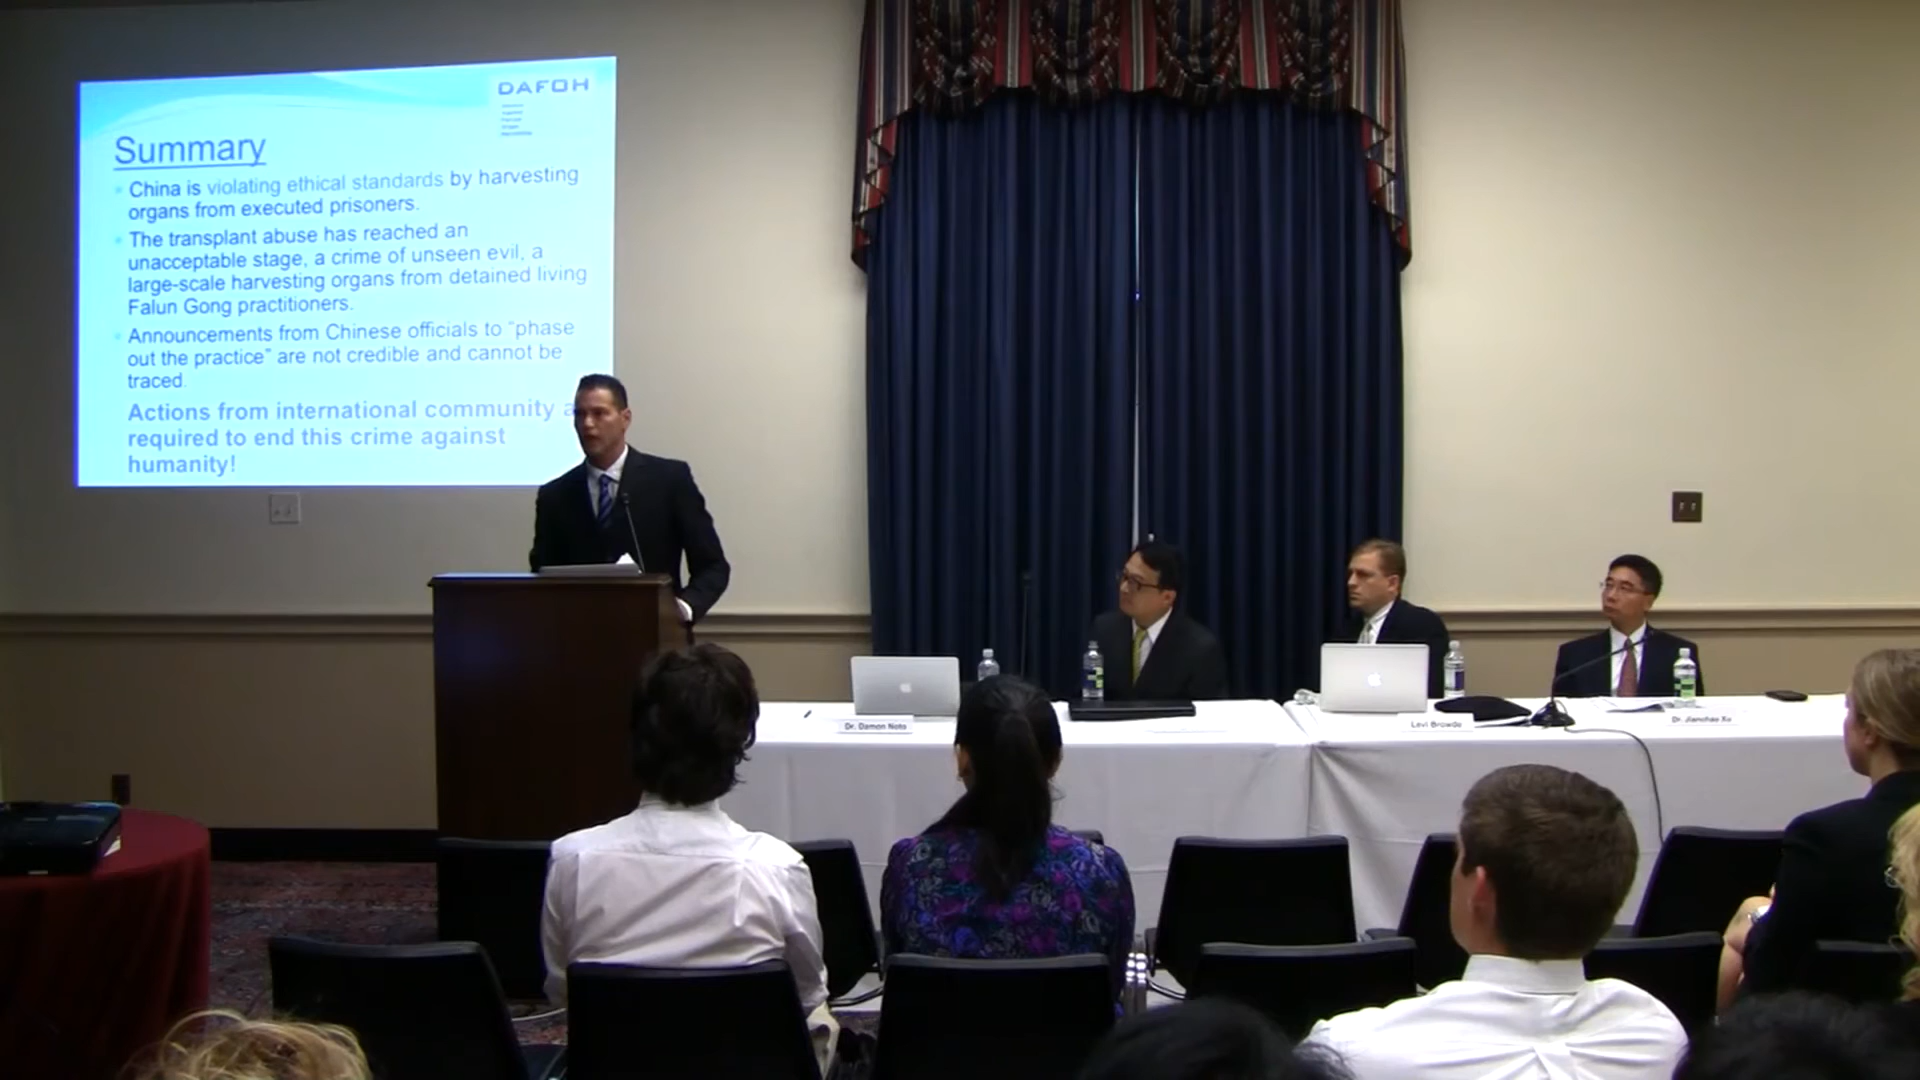 DAFOH
Summary
China is violating ethical standards by harvesting
organs from executed prisoners.
The transplant abuse has reached an
unacceptable stage, a crime of unseen evil, a
large-scale harvesting organs from detained living
Falun Gong practitioners.
Announcements from Chinese officials to "phase
out the practice" are not credible and cannot be
traced.
Actions from international community a
required to end this crime against
humanity!
Dr. Damon Noto
Levi Browde
Dr. Jianchao Xu